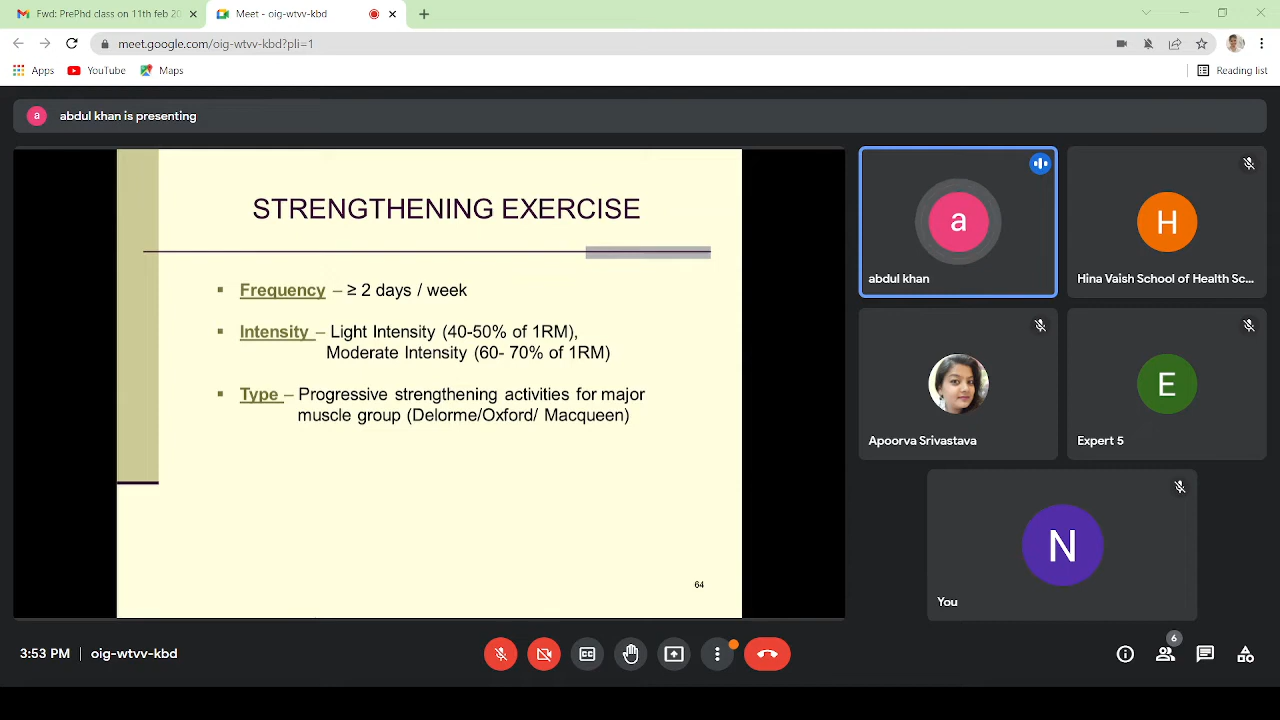 Fwd: PrePhd class on 11th feb 20
Meet - oig-wtvv-kbd
meet.google.com/oig-wtvv-kbd?pli=1
Apps
YouTube
Maps
Reading list
a
abdul khan is presenting
STRENGTHENING EXERCISE
▪ Frequency – ≥ 2 days / week
▪ Intensity – Light Intensity (40-50% of 1RM),
Moderate Intensity (60- 70% of 1RM)
▪ Type – Progressive strengthening activities for major
muscle group (Delorme/Oxford/ Macqueen)
64
a
abdul khan
H
Hina Vaish School of Health Sc...
Apoorva Srivastava
E
Expert 5
N
You
3:53 PM | oig-wtvv-kbd
CC
6